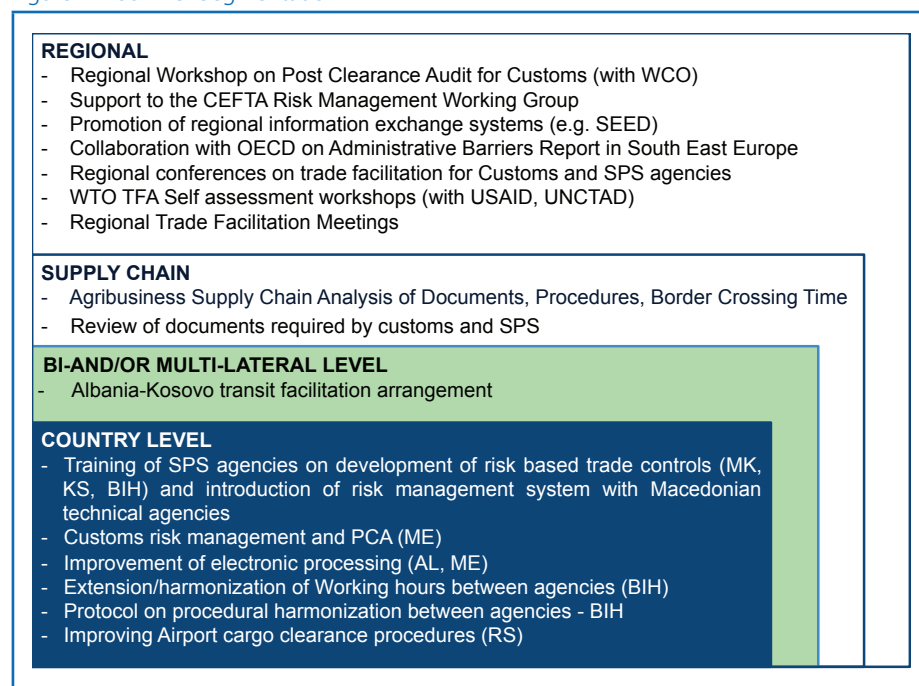 REGIONAL
- Regional Workshop on Post Clearance Audit for Customs (with WCO)
- Support to the CEFTA Risk Management Working Group
- Promotion of regional information exchange systems (e.g. SEED)
- Collaboration with OECD on Administrative Barriers Report in South East Europe
- Regional conferences on trade facilitation for Customs and SPS agencies
- WTO TFA Self assessment workshops (with USAID, UNCTAD)
- Regional Trade Facilitation Meetings
SUPPLY CHAIN
- Agribusiness Supply Chain Analysis of Documents, Procedures, Border Crossing Time
- Review of documents required by customs and SPS
BI-AND/OR MULTI-LATERAL LEVEL
- Albania-Kosovo transit facilitation arrangement
COUNTRY LEVEL
- Training of SPS agencies on development of risk based trade controls (MK,
KS, BIH) and introduction of risk management system with Macedonian
technical agencies
- Customs risk management and PCA (ME)
- Improvement of electronic processing (AL, ME)
- Extension/harmonization of Working hours between agencies (BIH)
- Protocol on procedural harmonization between agencies - BIH
- Improving Airport cargo clearance procedures (RS)